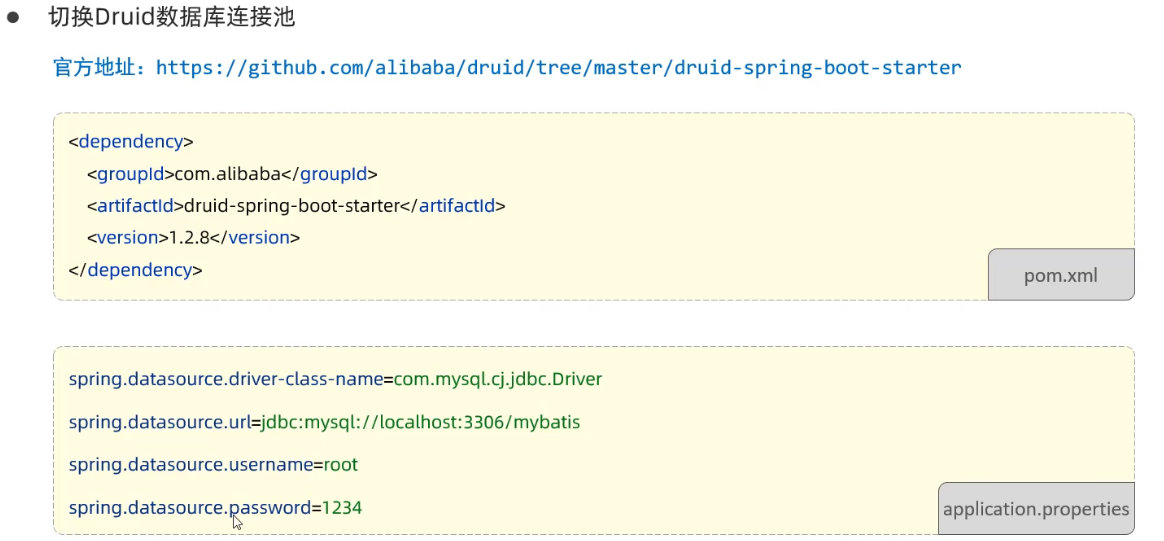 切换Druid数据库连接池
官方地址：https://github.com/alibaba/druid/tree/master/druid-spring-boot-starter
<dependency>
<groupId>com.alibaba</groupId>
<artifactId>druid-spring-boot-starter</artifactId>
<version>1.2.8</version>
</dependency>
pom.xml
spring.datasource.driver-class-name=com.mysql.cj.jdbc.Driver
spring.datasource.url=jdbc:mysql://localhost:3306/mybatis
spring.datasource.username=root
spring.datasource.password=1234
application.properties